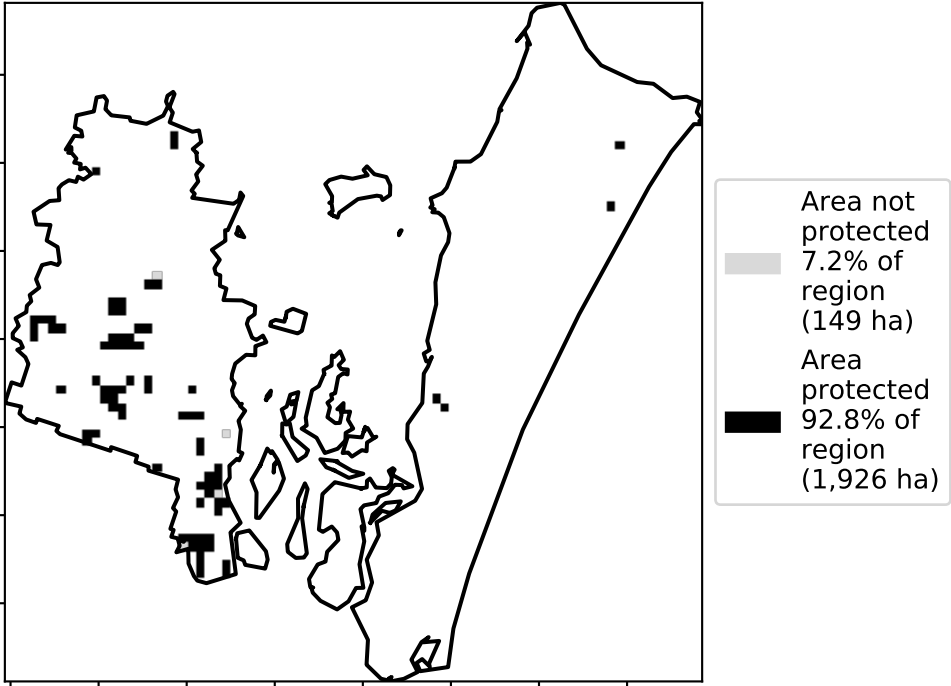 Area not
protected
7.2% of
region
(149 ha)
Area
protected
92.8% of
region
(1,926 ha)